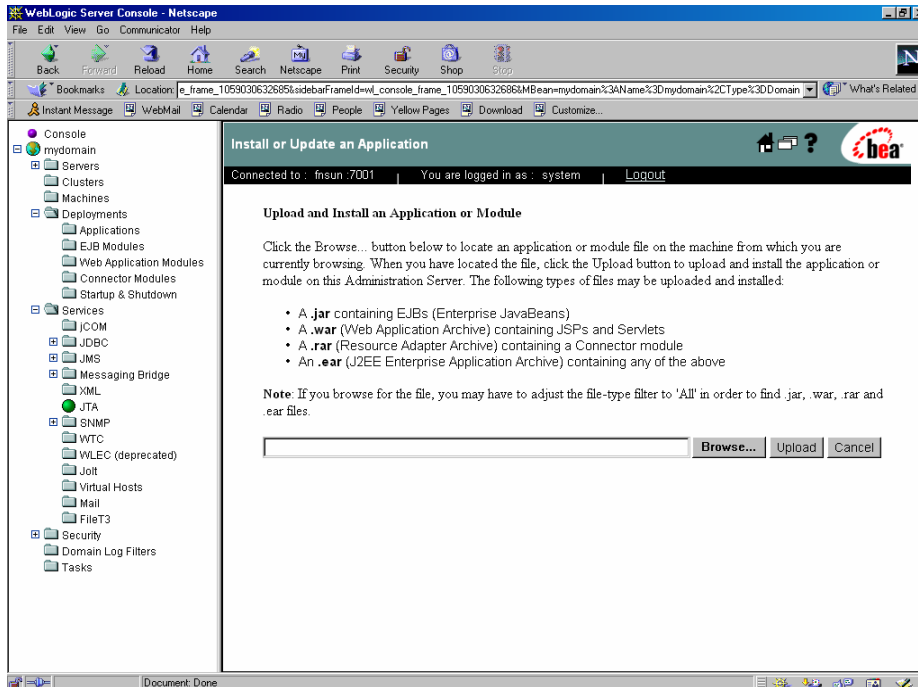 WebLogic Server Console - Netscape
File Edit View Go Communicator Help
Back Forward Reload Home Search Netscape Print Security Shop Stop
Bookmarks Location: e_frame_1059030632685&sidebarFrameId=wl_console_frame_1059030632686&MBean=mydomain%3AName%3Dmydomain%2CType%3DDomain What's Related
Instant Message WebMail Calendar Radio People Yellow Pages Download Customize...
Console
mydomain
Servers
Clusters
Machines
Deployments
Applications
EJB Modules
Web Application Modules
Connector Modules
Startup & Shutdown
Services
jCOM
JDBC
JMS
Messaging Bridge
XML
JTA
SNMP
WTC
WLEC (deprecated)
Jolt
Virtual Hosts
Mail
FileT3
Security
Domain Log Filters
Tasks
Install or Update an Application
bea
Connected to : fnsun :7001 | You are logged in as : system | Logout
Upload and Install an Application or Module
Click the Browse... button below to locate an application or module file on the machine from which you are
currently browsing. When you have located the file, click the Upload button to upload and install the application or
module on this Administration Server. The following types of files may be uploaded and installed:
• A .jar containing EJBs (Enterprise JavaBeans)
• A .war (Web Application Archive) containing JSPs and Servlets
• A .rar (Resource Adapter Archive) containing a Connector module
• An .ear (J2EE Enterprise Application Archive) containing any of the above
Note: If you browse for the file, you may have to adjust the file-type filter to 'All' in order to find .jar, .war, .rar and
.ear files.
Browse... Upload Cancel
Document: Done